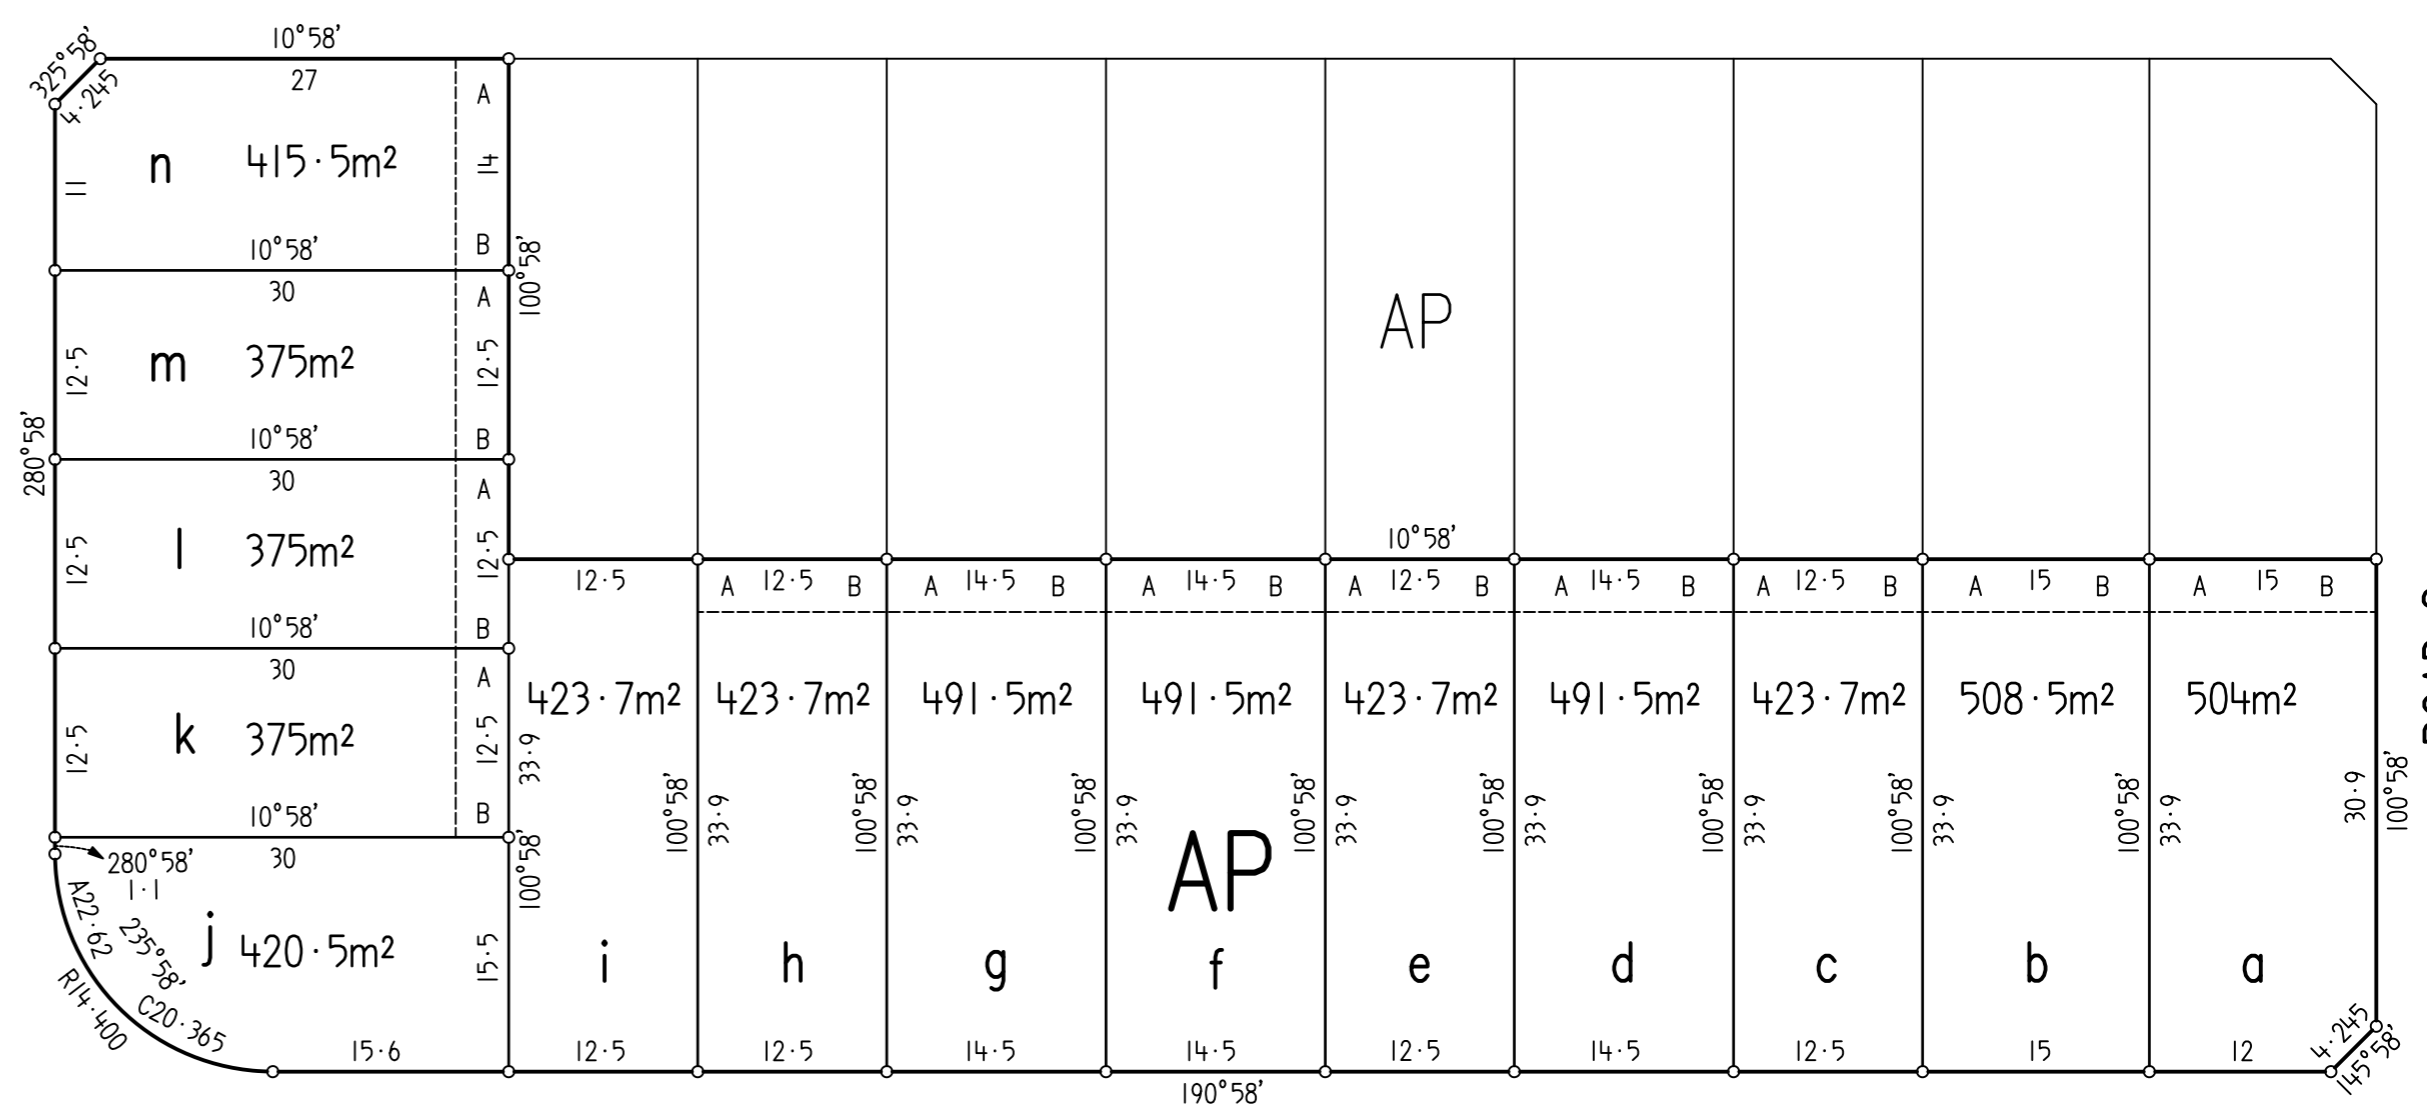 10°58'
325°58'
4·245
27
A
n 415·5m²
11
14
B
10°58'
100°58'
30
A
m 375m²
12·5
12·5
280°58'
B
10°58'
30
A
l 375m²
12·5
12·5
B
10°58'
30
A
k 375m²
12·5
12·5
33·9
B
10°58'
100°58'
280°58'
1·1
30
A22·62
235°58'
R14·400
C20·365
j 420·5m²
15·5
15·6
AP
10°58'
12·5
A 12·5 B
A 14·5 B
A 14·5 B
A 12·5 B
A 14·5 B
A 12·5 B
A 15 B
A 15 B
423·7m² 423·7m² 491·5m² 491·5m² 423·7m² 491·5m² 423·7m² 508·5m² 504m²
100°58' 33·9
100°58' 33·9
100°58' 33·9
100°58' 33·9
100°58' 33·9
100°58' 33·9
100°58' 33·9
100°58' 33·9
30·9 100°58'
AP
i h g f e d c b a
12·5 12·5 14·5 14·5 12·5 14·5 12·5 15 12
4·245
145°58'
190°58'